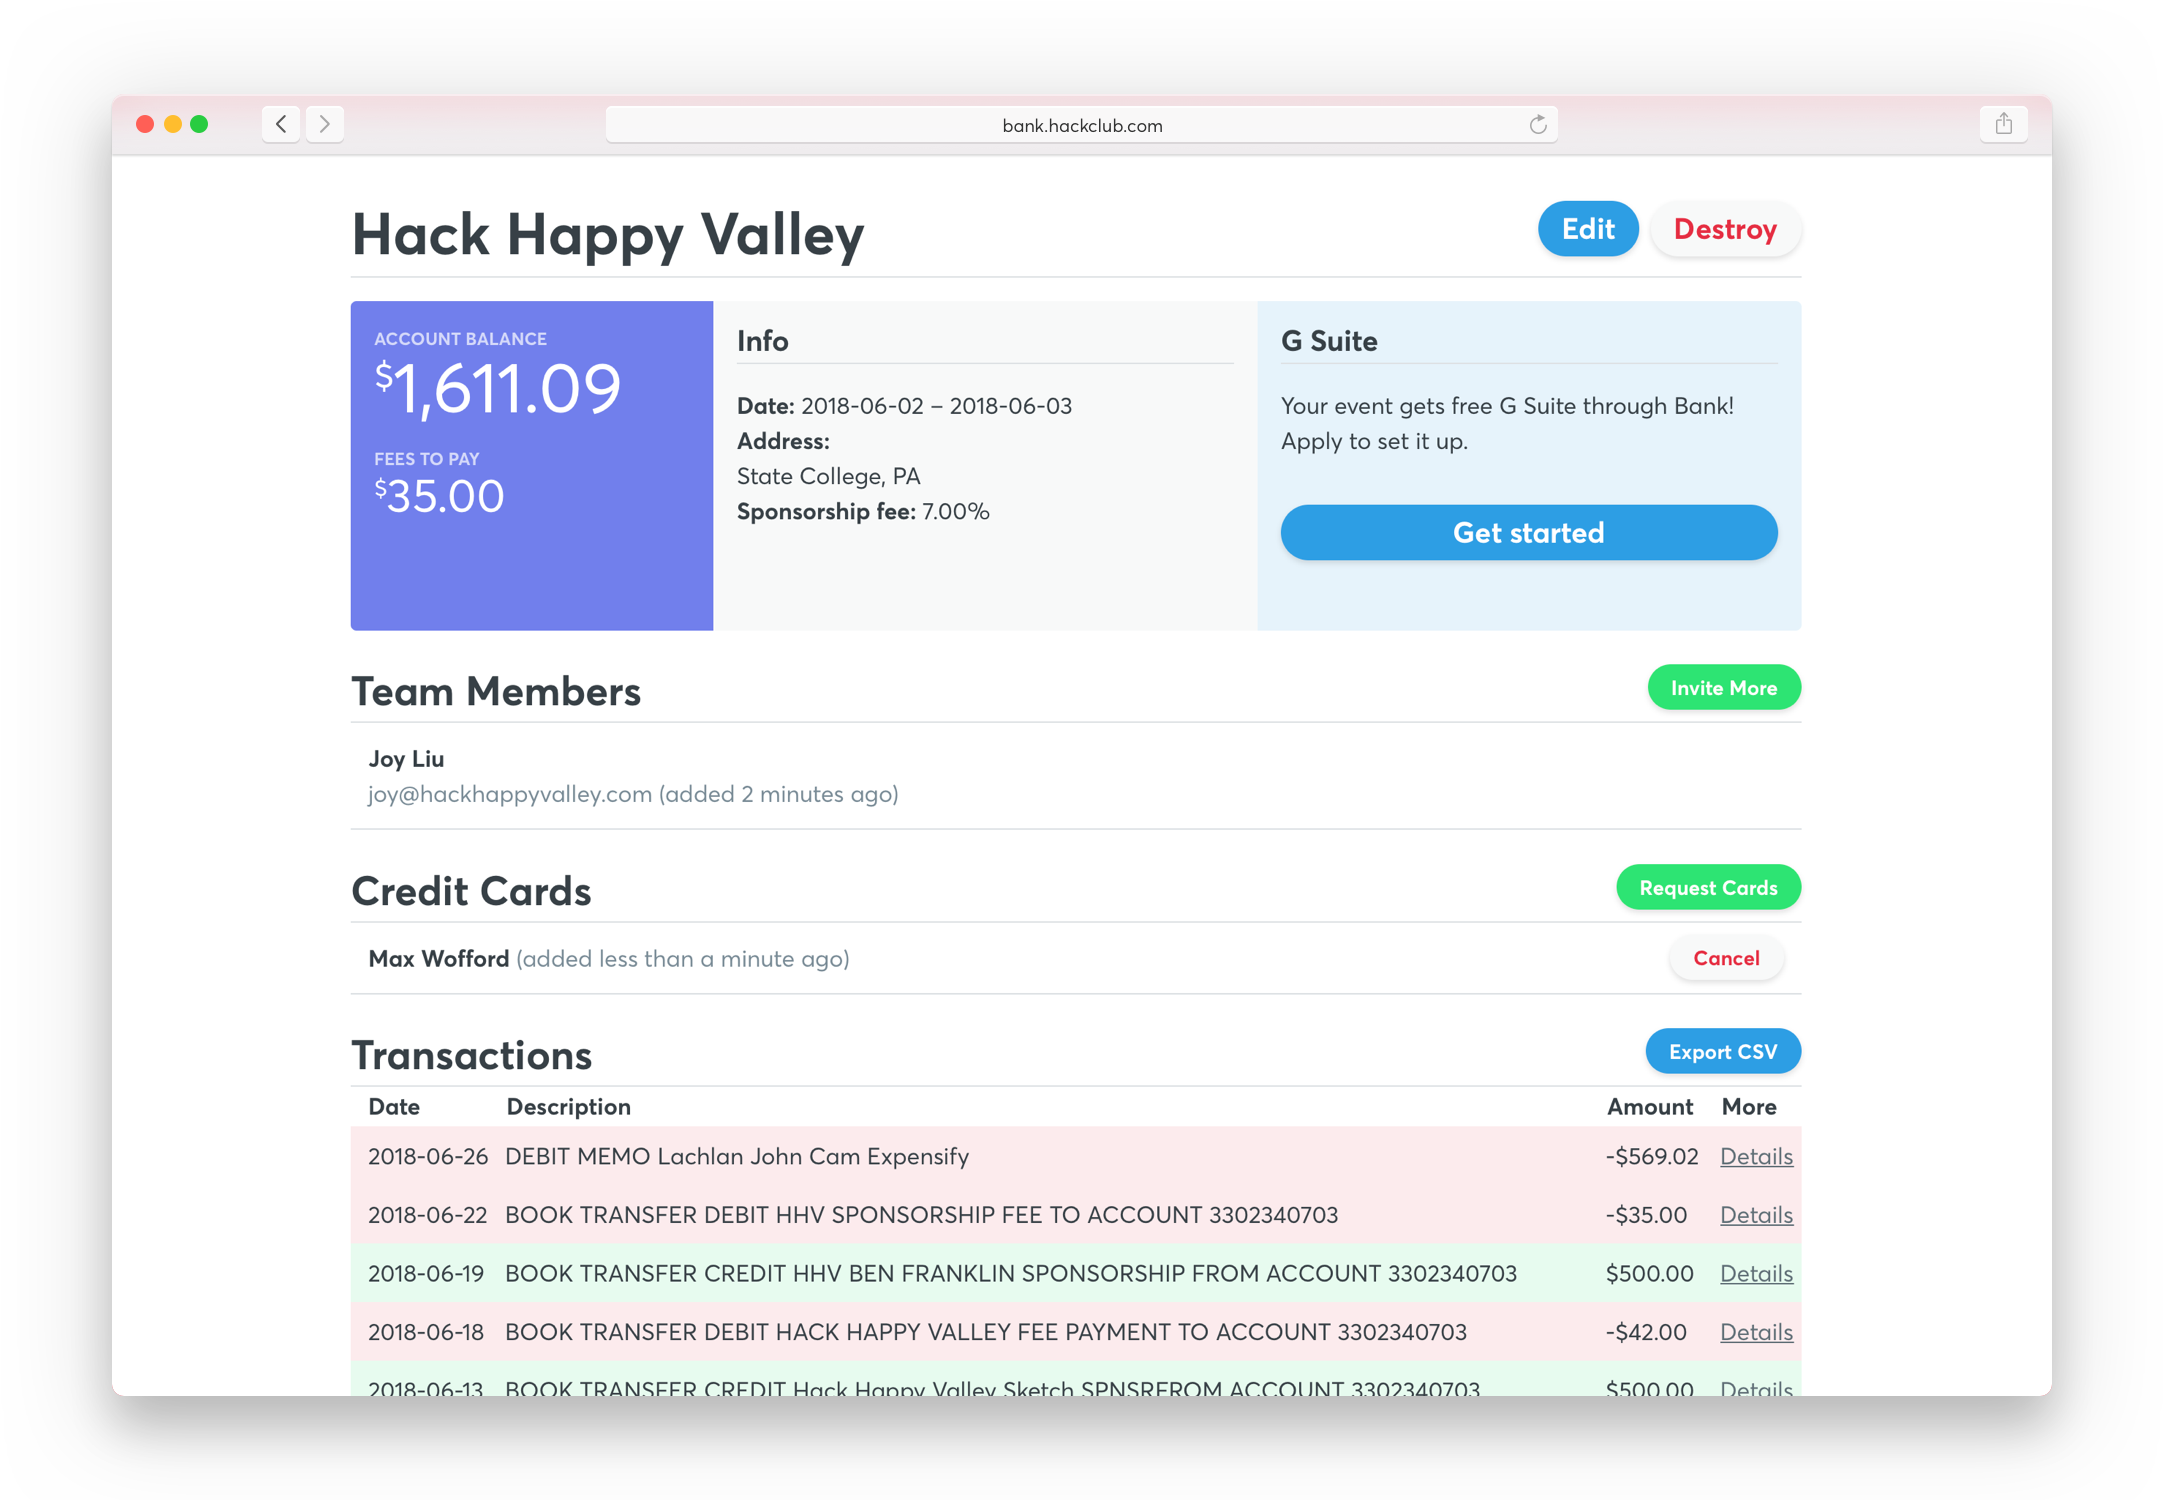 bank.hackclub.com
Hack Happy Valley
Edit
Destroy
ACCOUNT BALANCE
$1,611.09
FEES TO PAY
$35.00
Info
Date: 2018-06-02 – 2018-06-03
Address:
State College, PA
Sponsorship fee: 7.00%
G Suite
Your event gets free G Suite through Bank!
Apply to set it up.
Get started
Team Members
Invite More
Joy Liu
joy@hackhappyvalley.com (added 2 minutes ago)
Credit Cards
Request Cards
Max Wofford (added less than a minute ago)
Cancel
Transactions
Export CSV
Date Description Amount More
2018-06-26 DEBIT MEMO Lachlan John Cam Expensify -$569.02 Details
2018-06-22 BOOK TRANSFER DEBIT HHV SPONSORSHIP FEE TO ACCOUNT 3302340703 -$35.00 Details
2018-06-19 BOOK TRANSFER CREDIT HHV BEN FRANKLIN SPONSORSHIP FROM ACCOUNT 3302340703 $500.00 Details
2018-06-18 BOOK TRANSFER DEBIT HACK HAPPY VALLEY FEE PAYMENT TO ACCOUNT 3302340703 -$42.00 Details
2018-06-13 BOOK TRANSFER CREDIT Hack Happy Valley Sketch SPNSRFROM ACCOUNT 3302340703 $500.00 Details